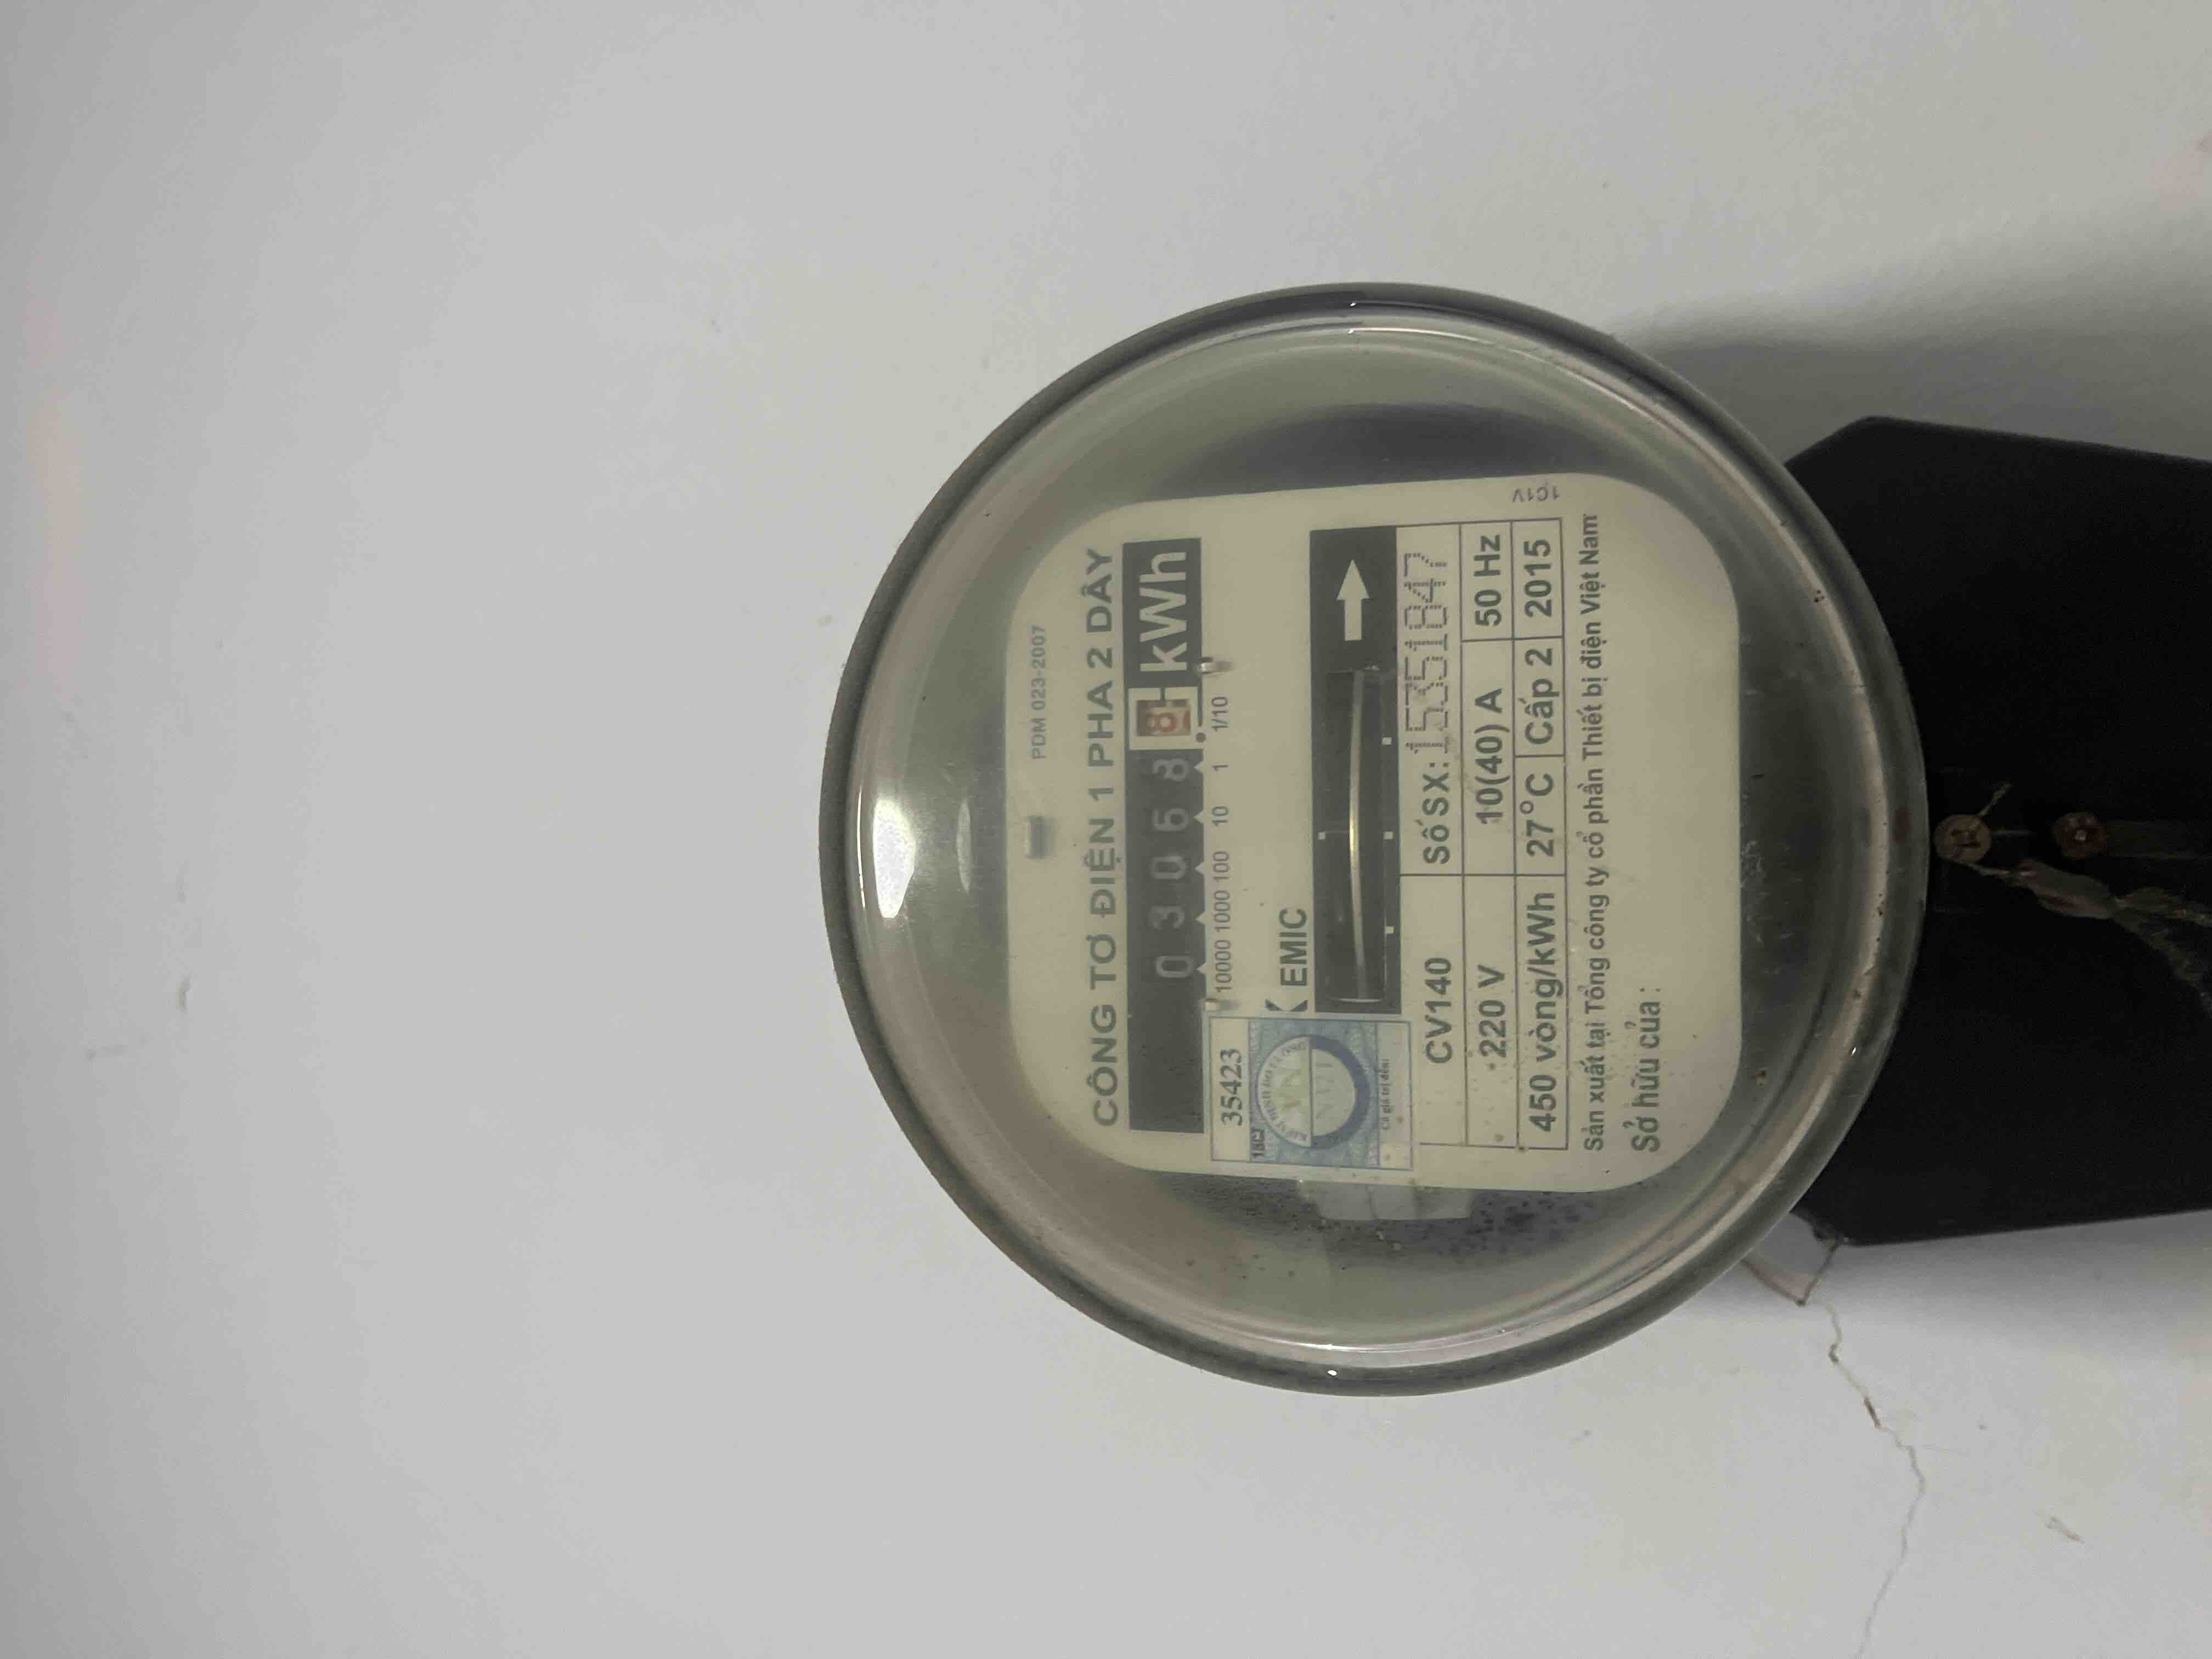 PDM 023-2007
CÔNG TƠ ĐIỆN 1 PHA 2 DÂY
0 3 0 6 8 8 kWh
10000 1000 100 10 1 1/10
35423
EMIC
CV140 Số SX: 15351847
220 V 10(40) A 50 Hz
450 vòng/kWh 27°C Cấp 2 2015
1C1V
Sản xuất tại Tổng công ty cổ phần Thiết bị điện Việt Nam
Sở hữu của :